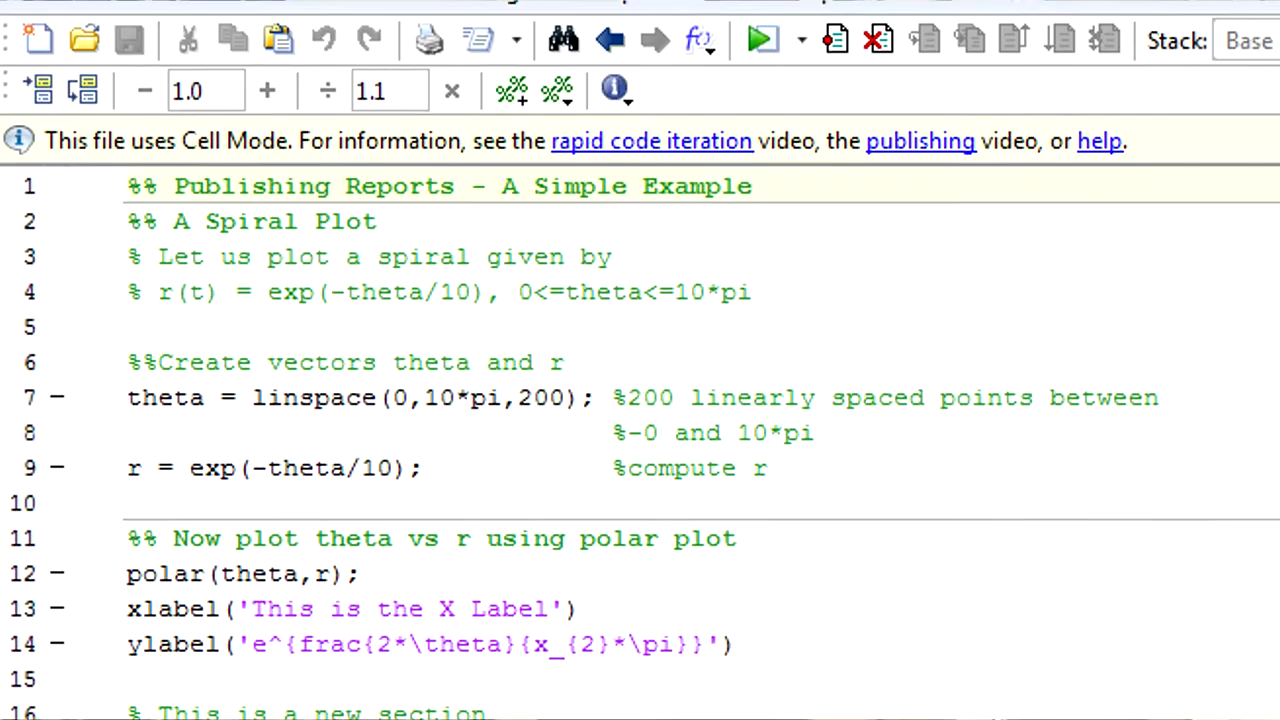 Stack: Base
1.0 1.1
This file uses Cell Mode. For information, see the rapid code iteration video, the publishing video, or help.
1 %% Publishing Reports - A Simple Example
2 %% A Spiral Plot
3 % Let us plot a spiral given by
4 % r(t) = exp(-theta/10), 0<=theta<=10*pi
5
6 %%Create vectors theta and r
7 - theta = linspace(0,10*pi,200); %200 linearly spaced points between
8 %-0 and 10*pi
9 - r = exp(-theta/10); %compute r
10
11 %% Now plot theta vs r using polar plot
12 - polar(theta,r);
13 - xlabel('This is the X Label')
14 - ylabel('e^{frac{2*\theta}{x_{2}*\pi}}')
15
16 % This is a new section